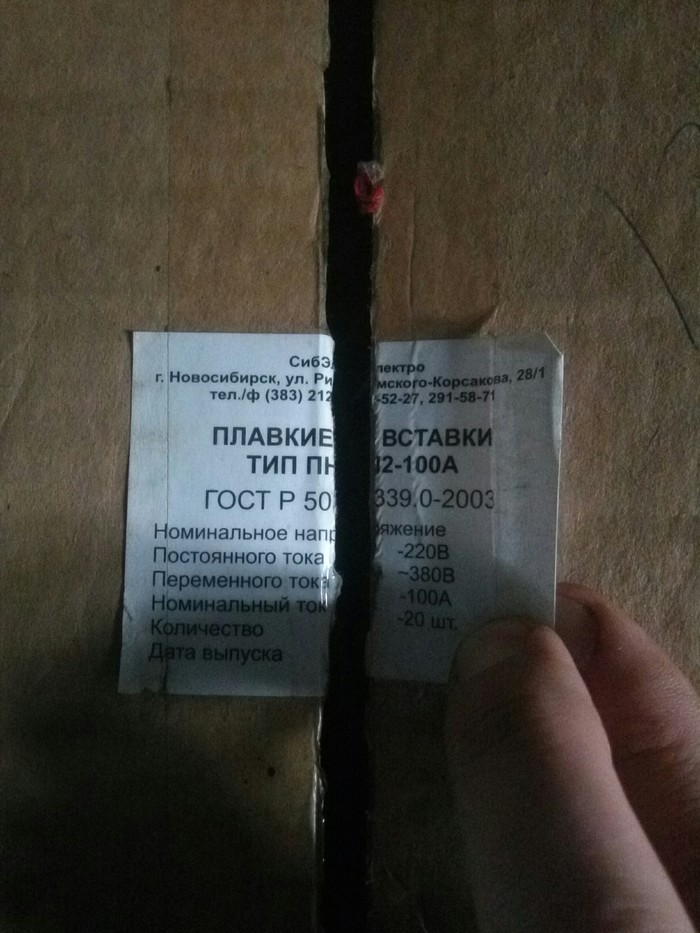 СибЭ лектро
г. Новосибирск, ул. Ри мского-Корсакова, 28/1
тел./ф (383) 212 -52-27, 291-58-71
ПЛАВКИЕ ВСТАВКИ
ТИП ПН 2-100А
ГОСТ Р 50 339.0-2003
Номинальное напряжение
Постоянного тока -220В
Переменного тока ~380В
Номинальный ток -100А
Количество -20 шт.
Дата выпуска